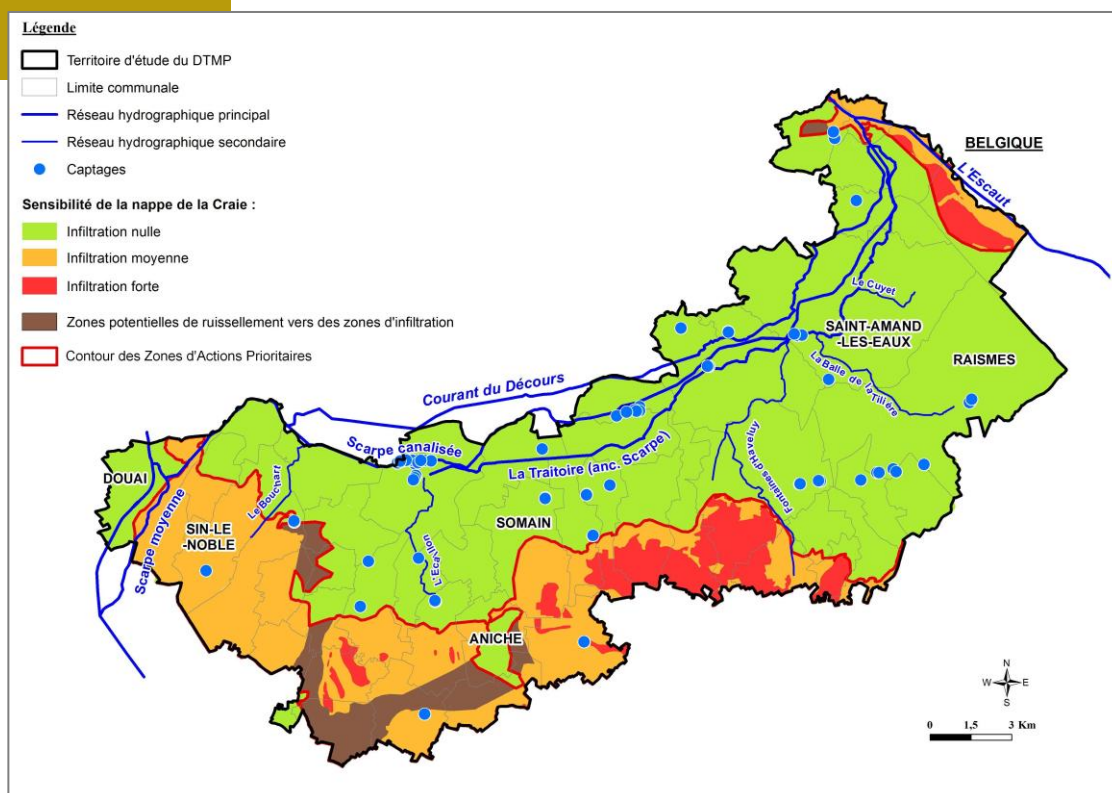 Légende
Territoire d'étude du DTMP
Limite communale
Réseau hydrographique principal
Réseau hydrographique secondaire
Captages
Sensibilité de la nappe de la Craie :
Infiltration nulle
Infiltration moyenne
Infiltration forte
Zones potentielles de ruissellement vers des zones d'infiltration
Contour des Zones d'Actions Prioritaires
BELGIQUE
L'Escaut
Le Cuyet
SAINT-AMAND
-LES-EAUX
RAISMES
La Balle de la Tilière
Courant du Décours
Scarpe canalisée
La Traitoire (anc. Scarpe)
Fontaines d'Haveluy
DOUAI
Le Bouchart
Scarpe moyenne
SIN-LE
-NOBLE
SOMAIN
L'Ecaillon
ANICHE
N
W E
S
0 1,5 3 Km